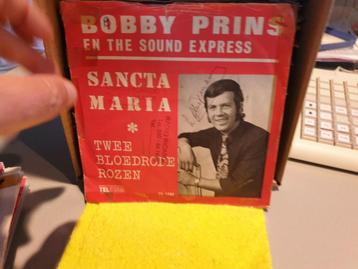 BOBBY PRINS
EN THE SOUND EXPRESS
SANCTA
MARIA
*
TWEE
BLOEDRODE
ROZEN